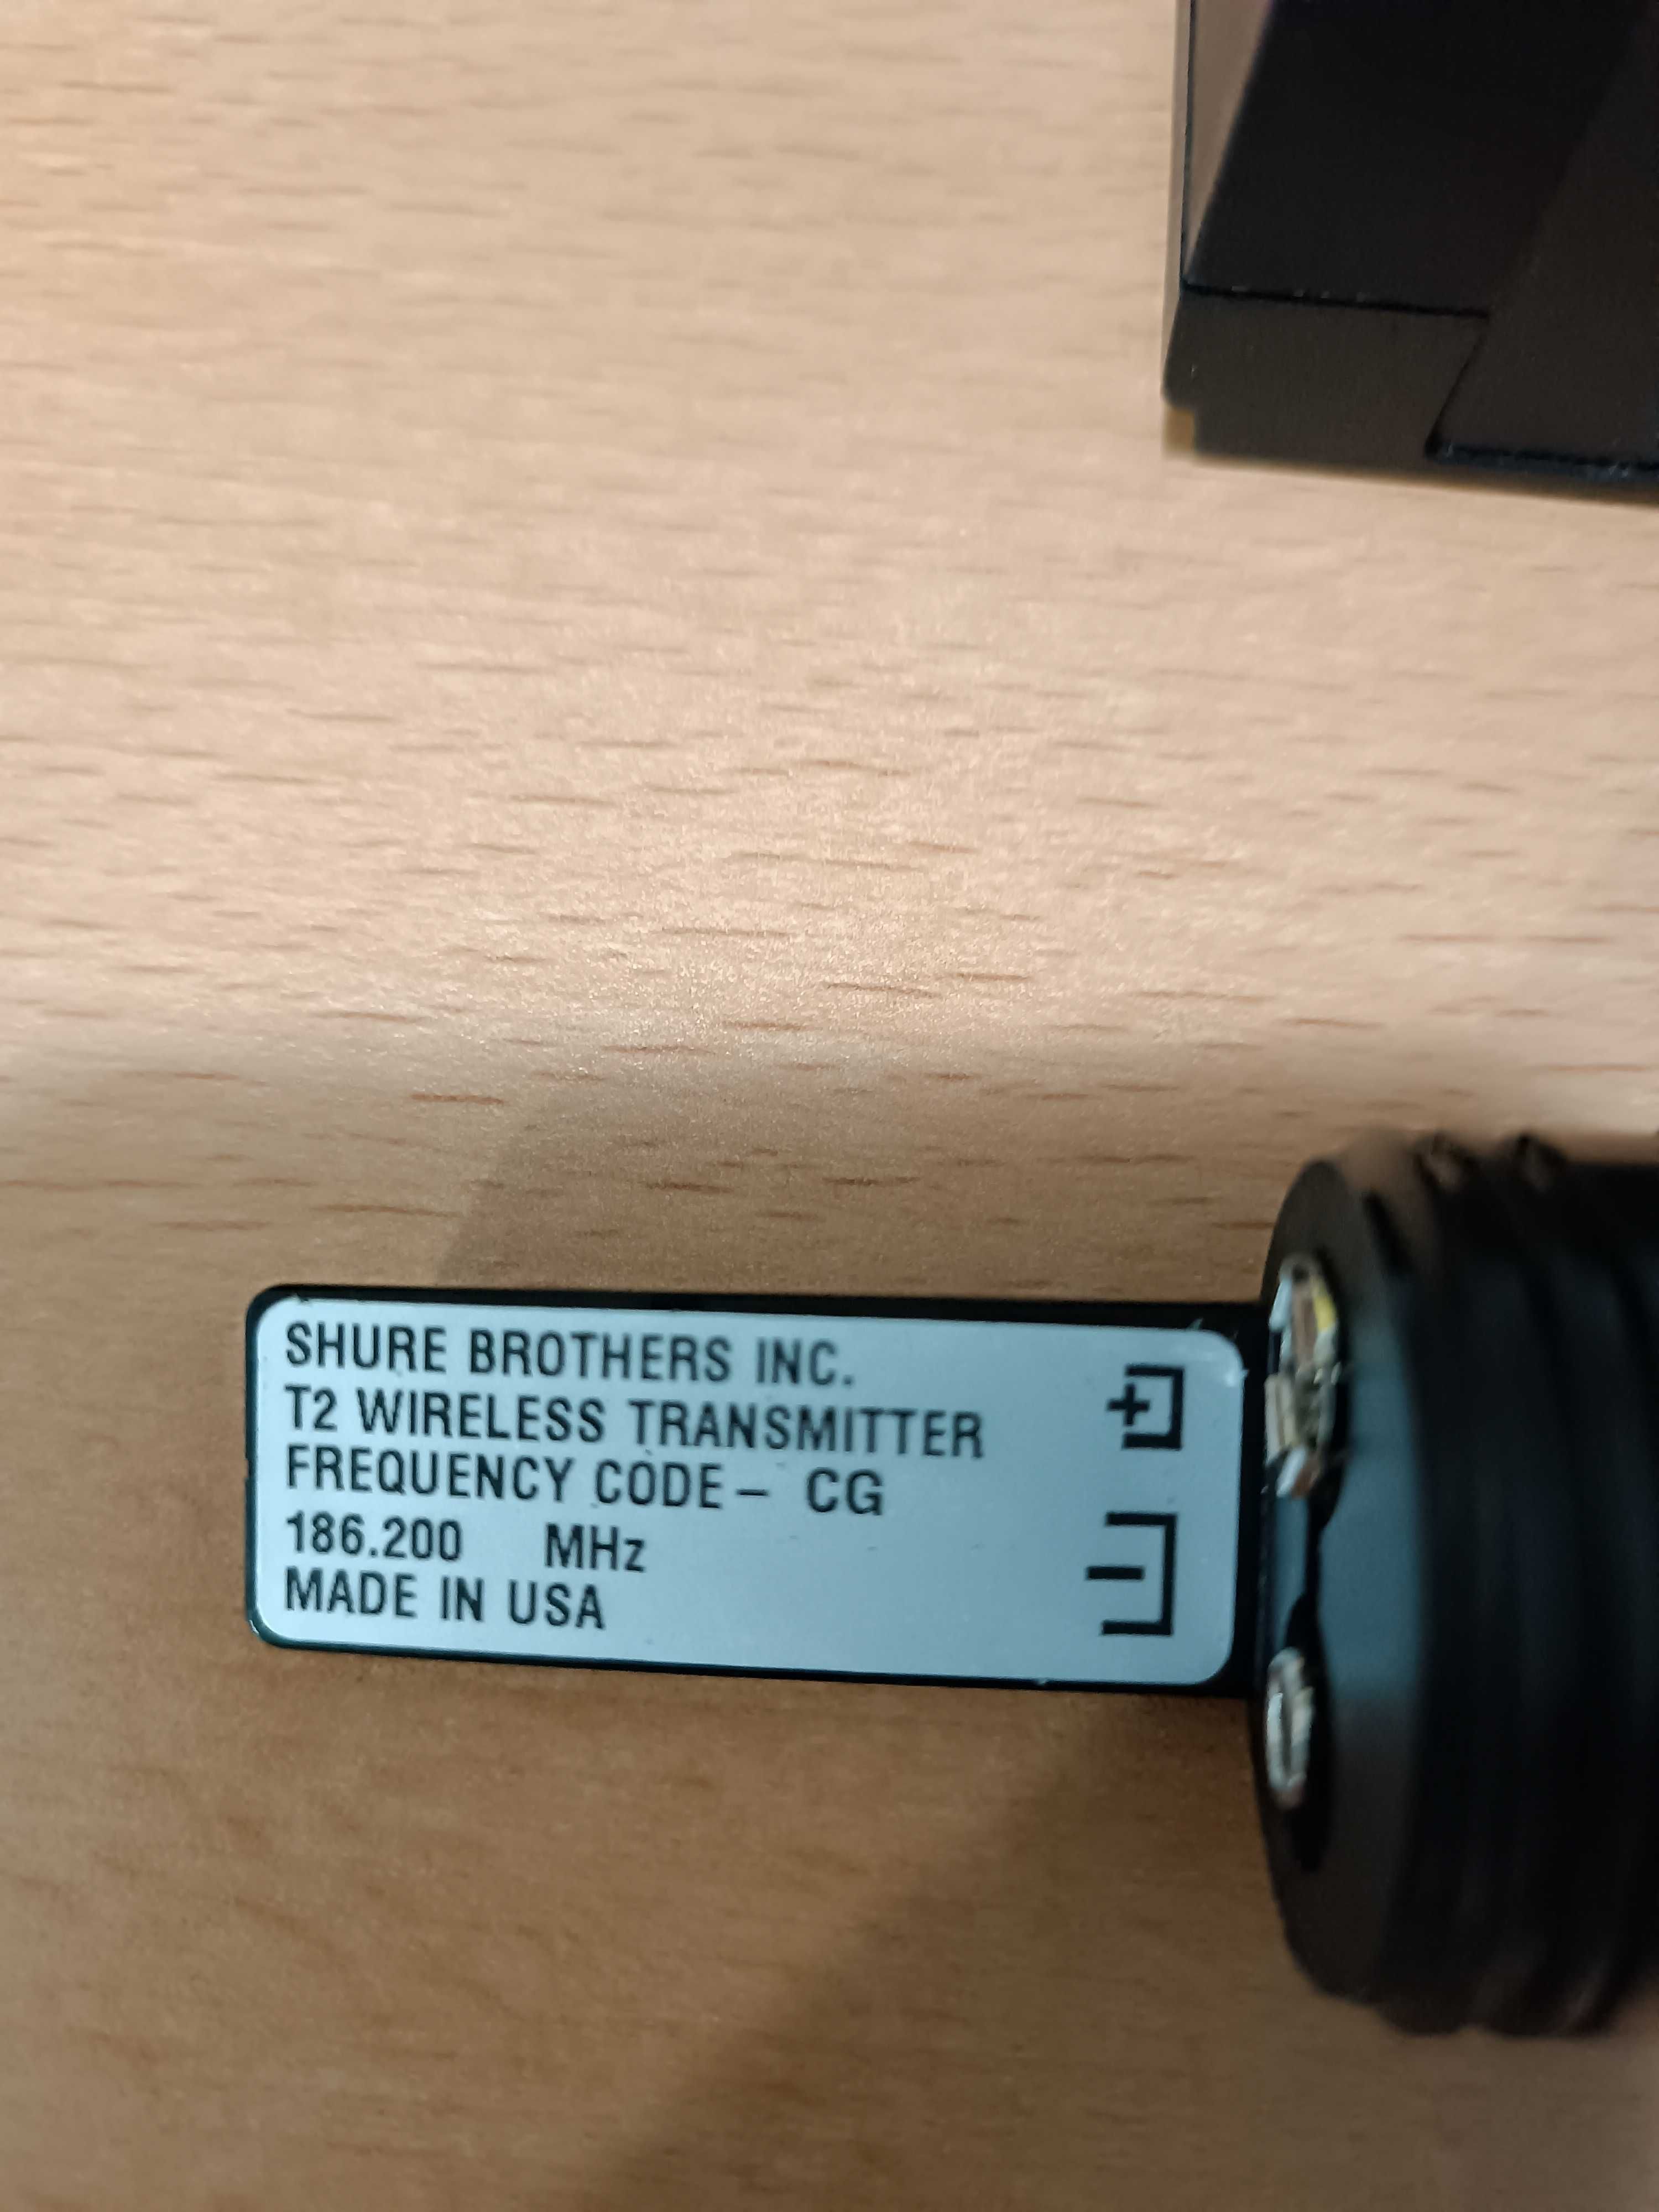 SHURE BROTHERS INC.
T2 WIRELESS TRANSMITTER
FREQUENCY CODE – CG
186.200 MHz
MADE IN USA
+
–